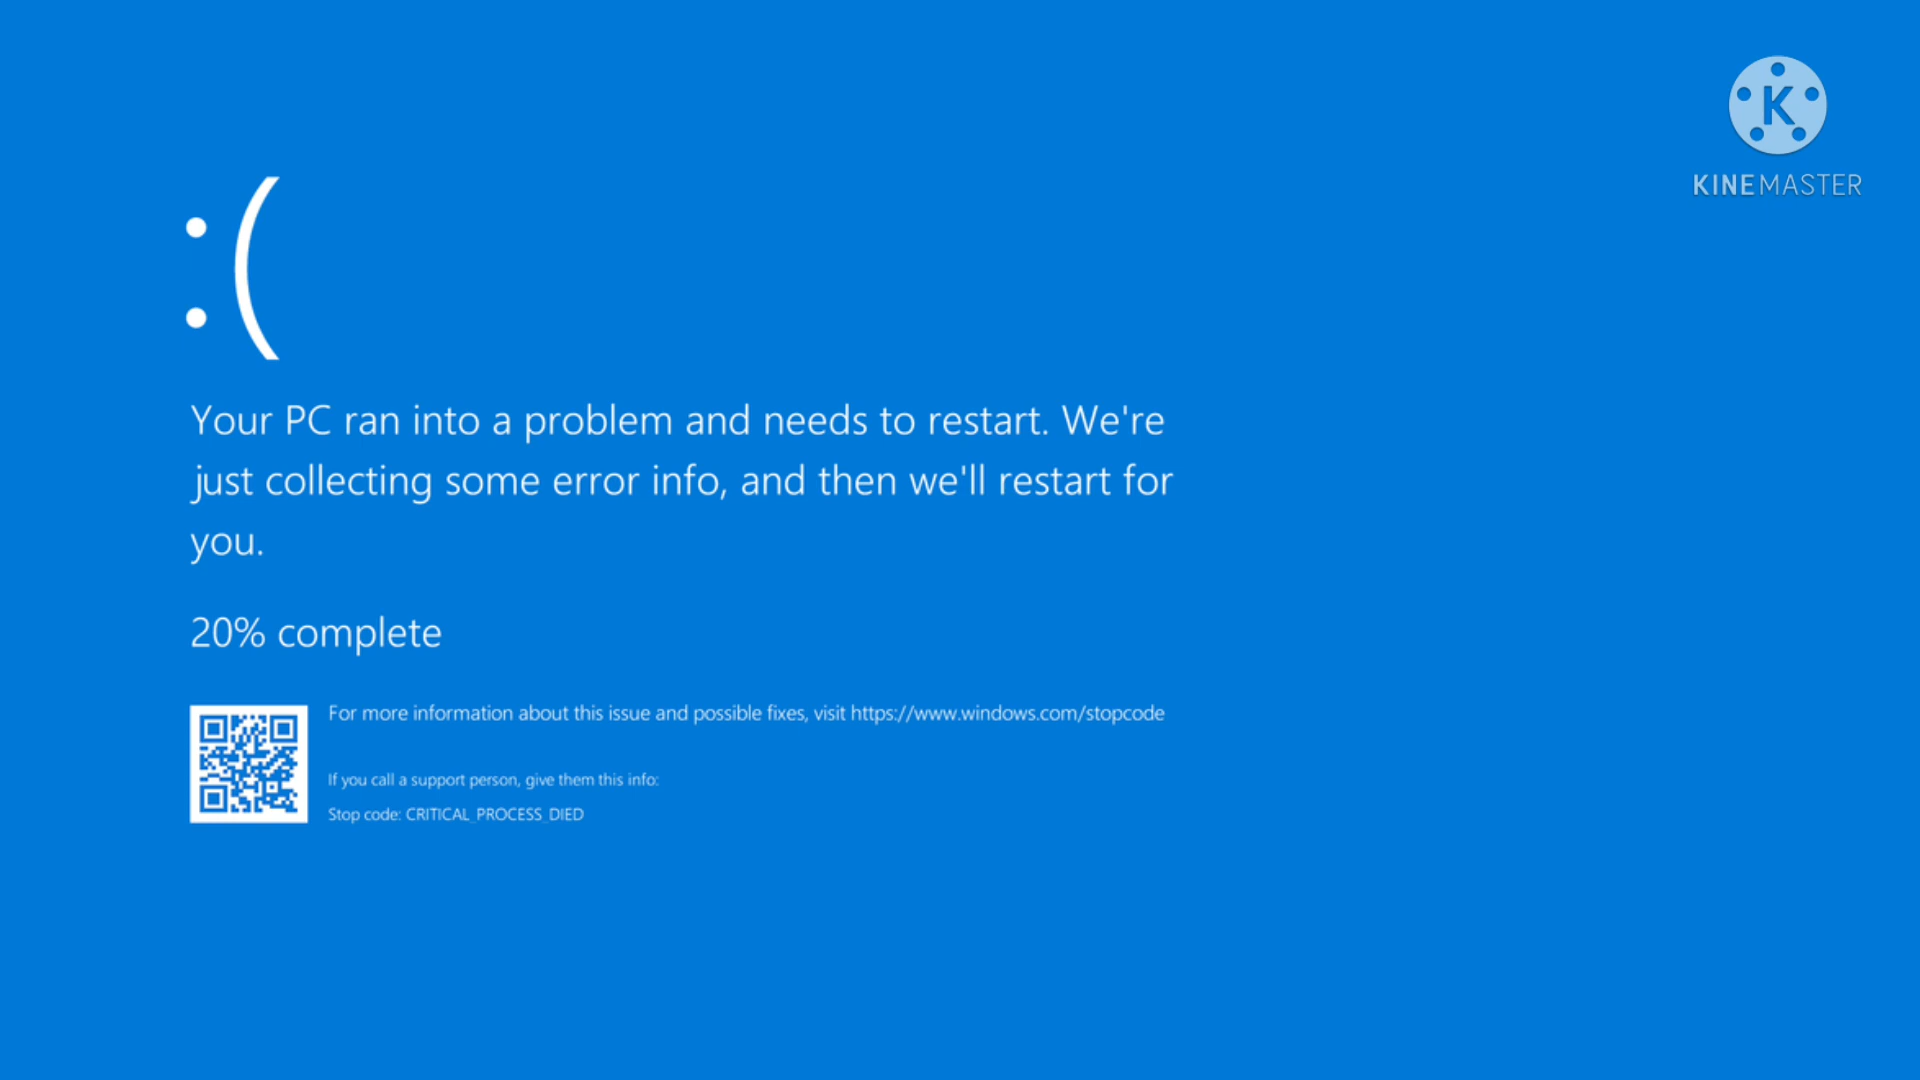 K
KINEMASTER
:(
Your PC ran into a problem and needs to restart. We're
just collecting some error info, and then we'll restart for
you.
20% complete
For more information about this issue and possible fixes, visit https://www.windows.com/stopcode
If you call a support person, give them this info:
Stop code: CRITICAL_PROCESS_DIED